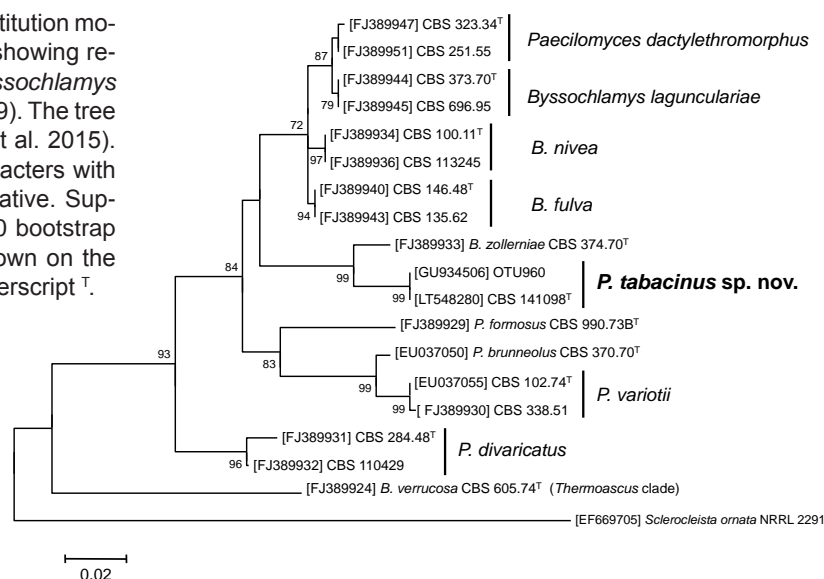 titution mo-
showing re-
ssochlamys
9). The tree
et al. 2015).
acters with
ative. Sup-
0 bootstrap
own on the
erscript T.
[FJ389947] CBS 323.34T
[FJ389951] CBS 251.55
Paecilomyces dactylethromorphus
87
[FJ389944] CBS 373.70T
[FJ389945] CBS 696.95
Byssochlamys lagunculariae
79
72
[FJ389934] CBS 100.11T
[FJ389936] CBS 113245
B. nivea
97
[FJ389940] CBS 146.48T
[FJ389943] CBS 135.62
B. fulva
94
[FJ389933] B. zollerniae CBS 374.70T
84
99
[GU934506] OTU960
[LT548280] CBS 141098T
P. tabacinus sp. nov.
99
[FJ389929] P. formosus CBS 990.73BT
93
83
[EU037050] P. brunneolus CBS 370.70T
99
[EU037055] CBS 102.74T
[ FJ389930] CBS 338.51
P. variotii
99
[FJ389931] CBS 284.48T
[FJ389932] CBS 110429
P. divaricatus
96
[FJ389924] B. verrucosa CBS 605.74T (Thermoascus clade)
[EF669705] Sclerocleista ornata NRRL 2291
0.02